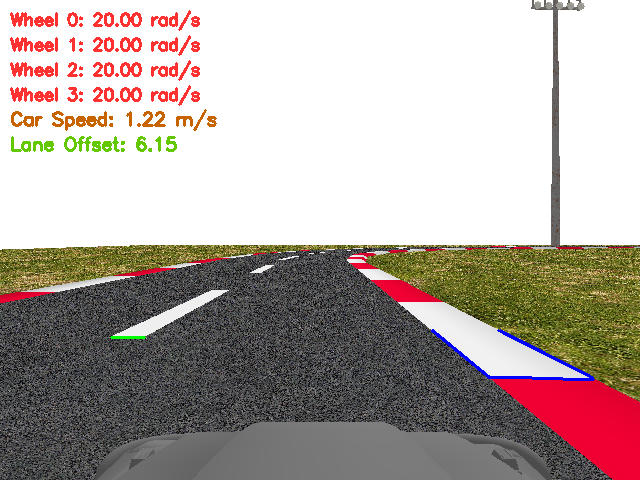 Wheel 0: 20.00 rad/s
Wheel 1: 20.00 rad/s
Wheel 2: 20.00 rad/s
Wheel 3: 20.00 rad/s
Car Speed: 1.22 m/s
Lane Offset: 6.15